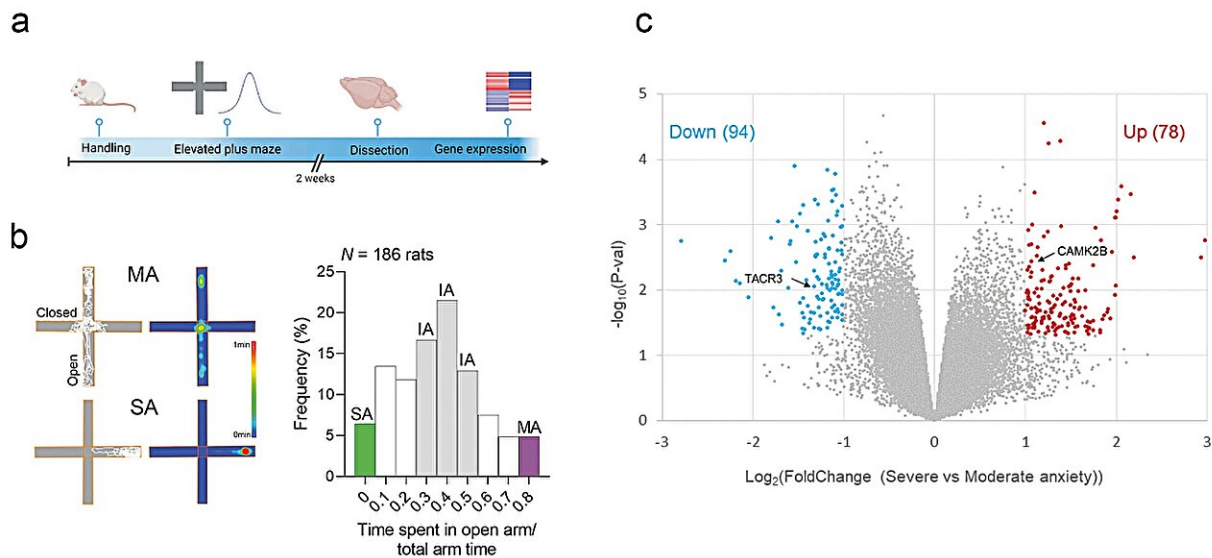 a
Handling
Elevated plus maze
2 weeks
Dissection
Gene expression
b
MA
Closed
Open
1min
0min
SA
N = 186 rats
Frequency (%)
25
20
15
10
5
0
SA
IA
IA
IA
MA
0
0.1
0.2
0.3
0.4
0.5
0.6
0.7
0.8
Time spent in open arm/
total arm time
c
Down (94)
Up (78)
TACR3
CAMK2B
-log10(P-val)
5
4
3
2
1
0
-3
-2
-1
0
1
2
3
Log2(FoldChange (Severe vs Moderate anxiety))